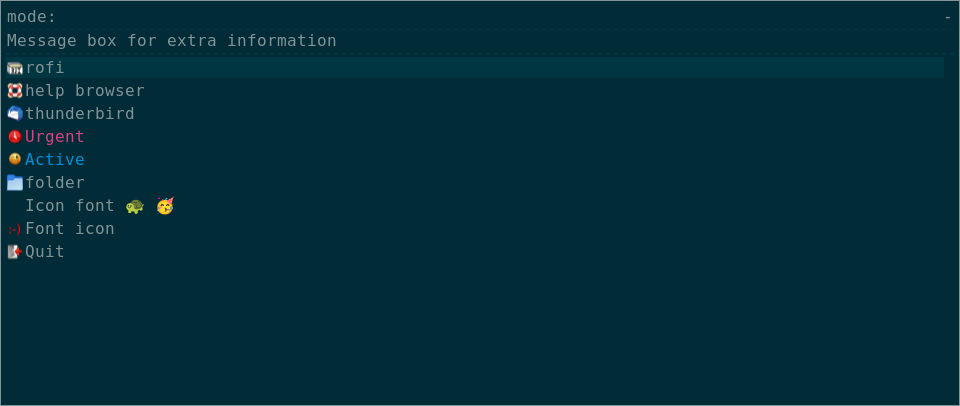 mode: -
Message box for extra information
rofi
help browser
thunderbird
Urgent
Active
folder
Icon font 🐢 🥳
:-) Font icon
Quit